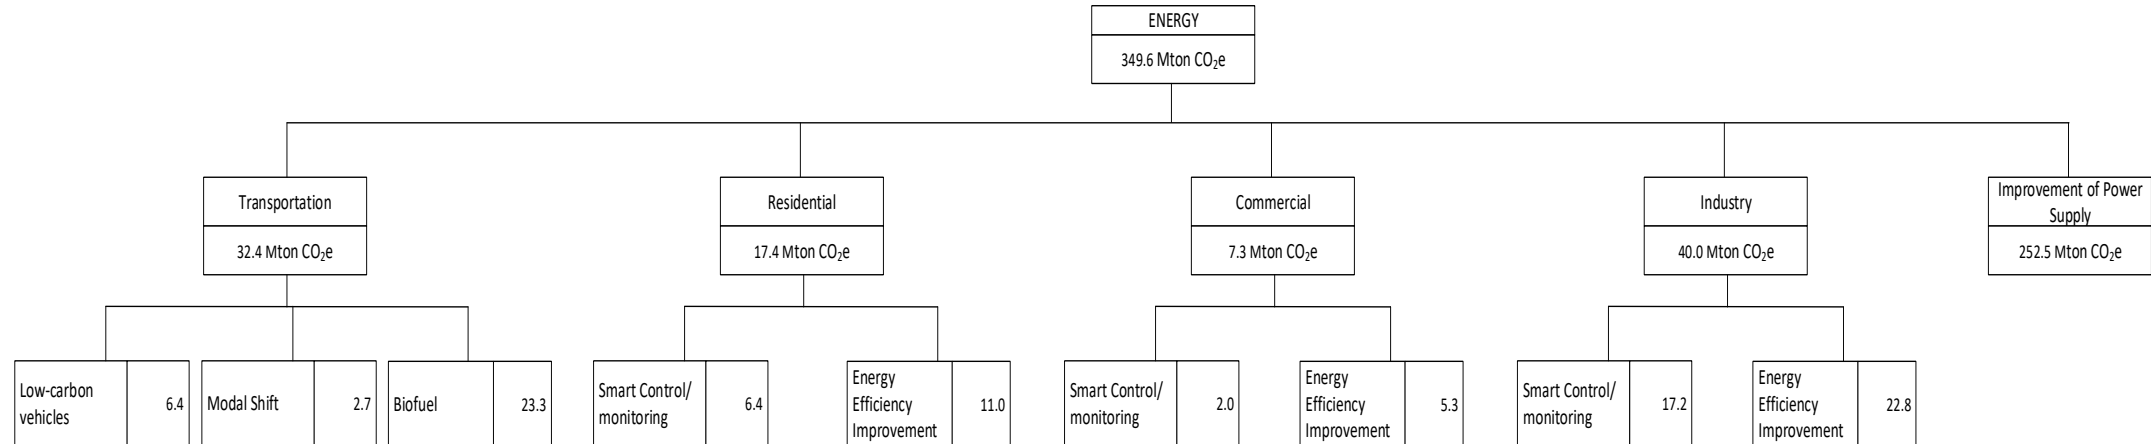 ENERGY
349.6 Mton CO₂e
Transportation
32.4 Mton CO₂e
Residential
17.4 Mton CO₂e
Commercial
7.3 Mton CO₂e
Industry
40.0 Mton CO₂e
Improvement of Power
Supply
252.5 Mton CO₂e
Low-carbon
vehicles
6.4
Modal Shift
2.7
Biofuel
23.3
Smart Control/
monitoring
6.4
Energy
Efficiency
Improvement
11.0
Smart Control/
monitoring
2.0
Energy
Efficiency
Improvement
5.3
Smart Control/
monitoring
17.2
Energy
Efficiency
Improvement
22.8